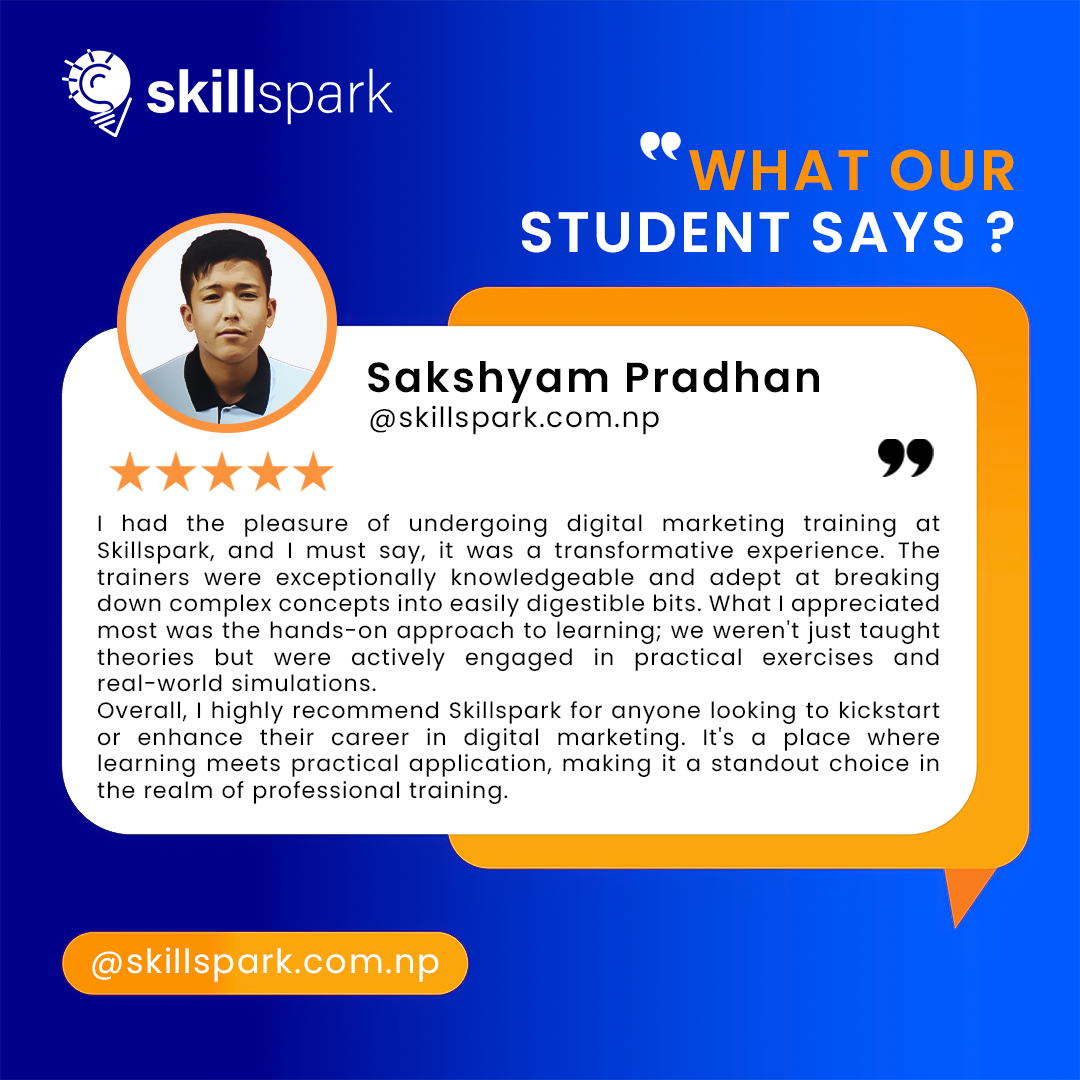 skillspark
" WHAT OUR
STUDENT SAYS ?
Sakshyam Pradhan
@skillspark.com.np
"
I had the pleasure of undergoing digital marketing training at
Skillspark, and I must say, it was a transformative experience. The
trainers were exceptionally knowledgeable and adept at breaking
down complex concepts into easily digestible bits. What I appreciated
most was the hands-on approach to learning; we weren't just taught
theories but were actively engaged in practical exercises and
real-world simulations.
Overall, I highly recommend Skillspark for anyone looking to kickstart
or enhance their career in digital marketing. It's a place where
learning meets practical application, making it a standout choice in
the realm of professional training.
@skillspark.com.np